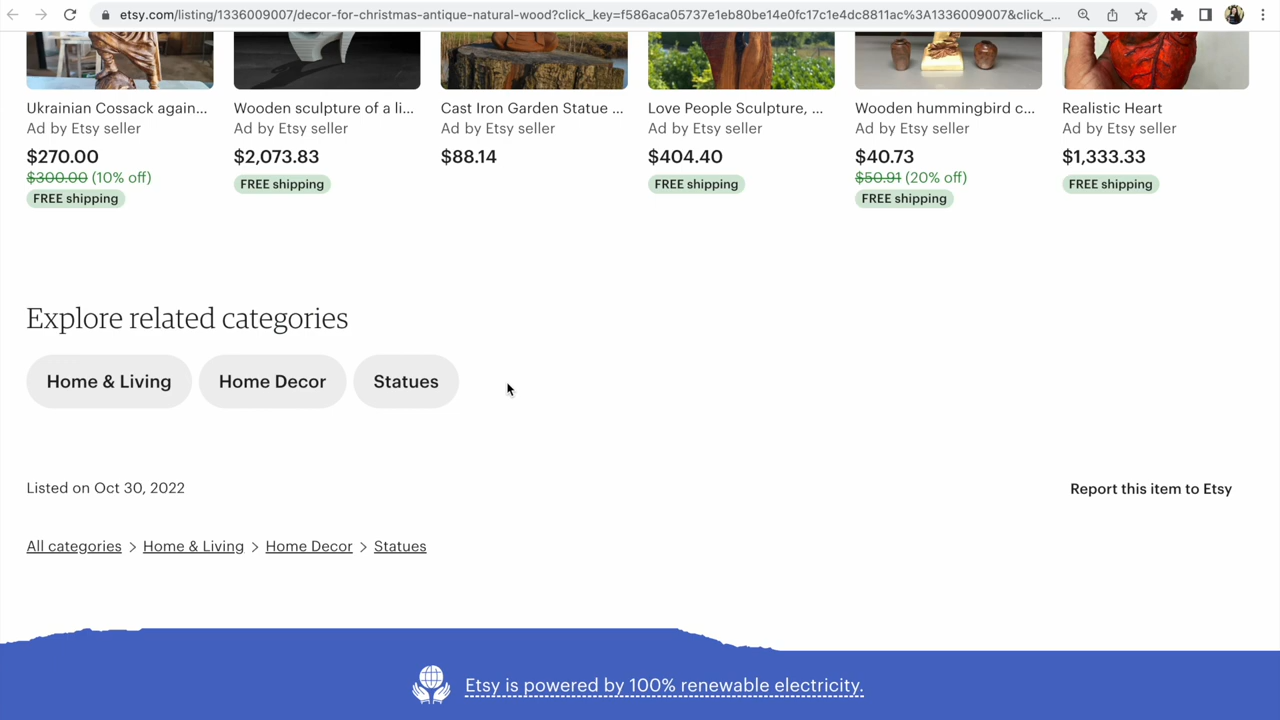 etsy.com/listing/1336009007/decor-for-christmas-antique-natural-wood?click_key=f586aca05737e1eb80be14e0fc17c1e4dc8811ac%3A1336009007&click_...
Ukrainian Cossack again... Wooden sculpture of a li... Cast Iron Garden Statue ... Love People Sculpture, ... Wooden hummingbird c... Realistic Heart
Ad by Etsy seller Ad by Etsy seller Ad by Etsy seller Ad by Etsy seller Ad by Etsy seller Ad by Etsy seller
$270.00 $2,073.83 $88.14 $404.40 $40.73 $1,333.33
$300.00 (10% off) FREE shipping FREE shipping $50.91 (20% off) FREE shipping
FREE shipping FREE shipping
Explore related categories
Home & Living Home Decor Statues
Listed on Oct 30, 2022 Report this item to Etsy
All categories > Home & Living > Home Decor > Statues
Etsy is powered by 100% renewable electricity.